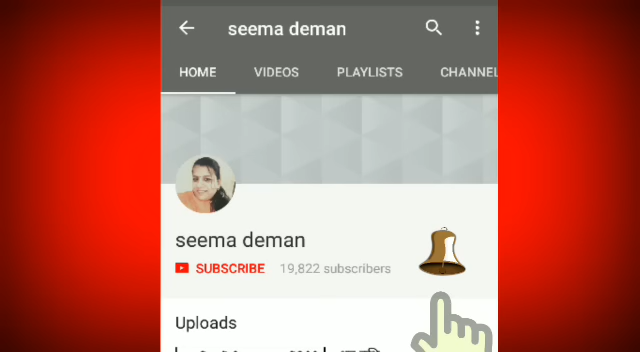 seema deman
HOME VIDEOS PLAYLISTS CHANNEL
seema deman
SUBSCRIBE 19,822 subscribers
Uploads